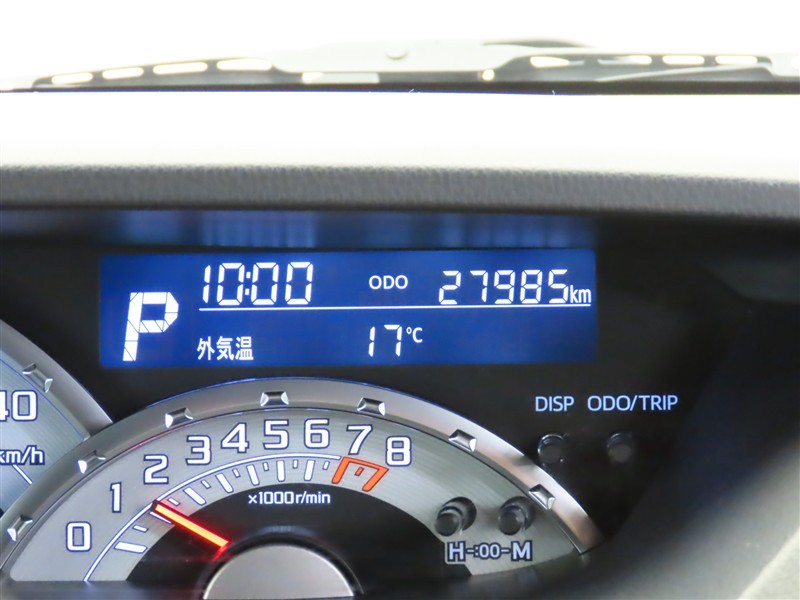 10:00 ODO 27985km
P
外気温 17℃
40
km/h
DISP ODO/TRIP
0 1 2 3 4 5 6 7 8
×1000r/min
H-:00-M